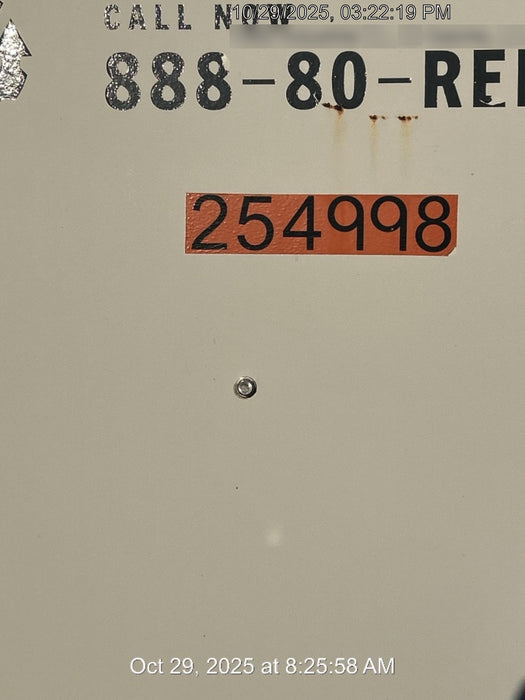 10/29/2025, 03:22:19 PM
CALL NOW
888-80-RE
254998
Oct 29, 2025 at 8:25:58 AM